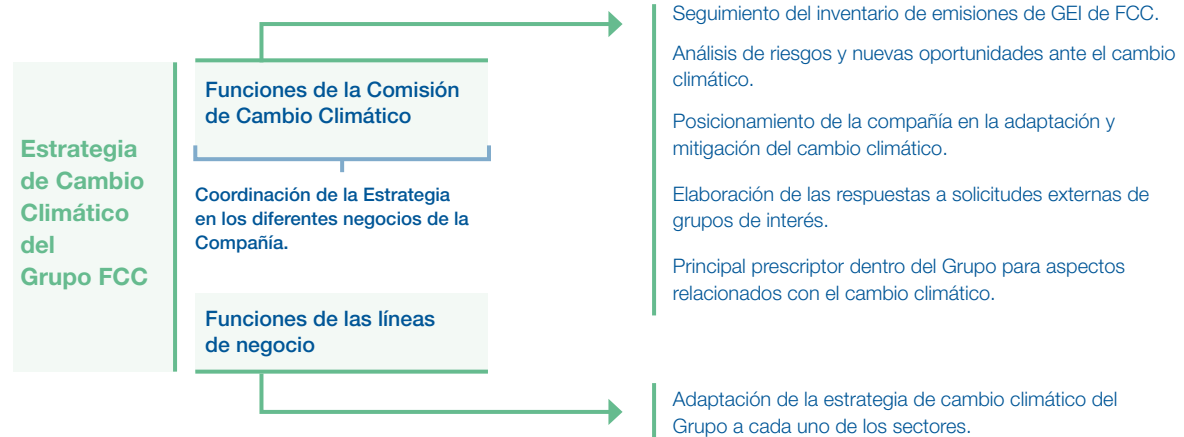 Estrategia
de Cambio
Climático
del
Grupo FCC
Funciones de la Comisión
de Cambio Climático
Coordinación de la Estrategia
en los diferentes negocios de la
Compañía.
Funciones de las líneas
de negocio
Seguimiento del inventario de emisiones de GEI de FCC.
Análisis de riesgos y nuevas oportunidades ante el cambio
climático.
Posicionamiento de la compañía en la adaptación y
mitigación del cambio climático.
Elaboración de las respuestas a solicitudes externas de
grupos de interés.
Principal prescriptor dentro del Grupo para aspectos
relacionados con el cambio climático.
Adaptación de la estrategia de cambio climático del
Grupo a cada uno de los sectores.